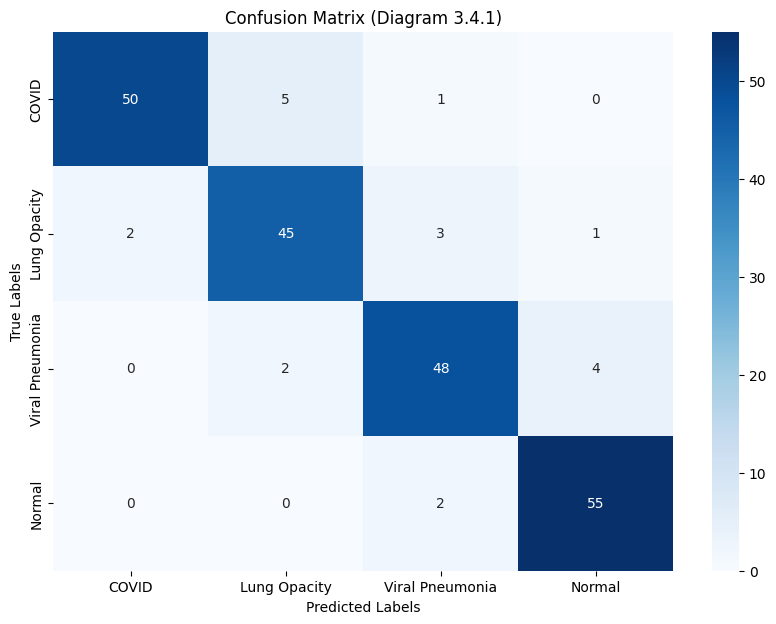 Confusion Matrix (Diagram 3.4.1)
True Labels
COVID
50 5 1 0
Lung Opacity
2 45 3 1
Viral Pneumonia
0 2 48 4
Normal
0 0 2 55
COVID Lung Opacity Viral Pneumonia Normal
Predicted Labels
50
40
30
20
10
0